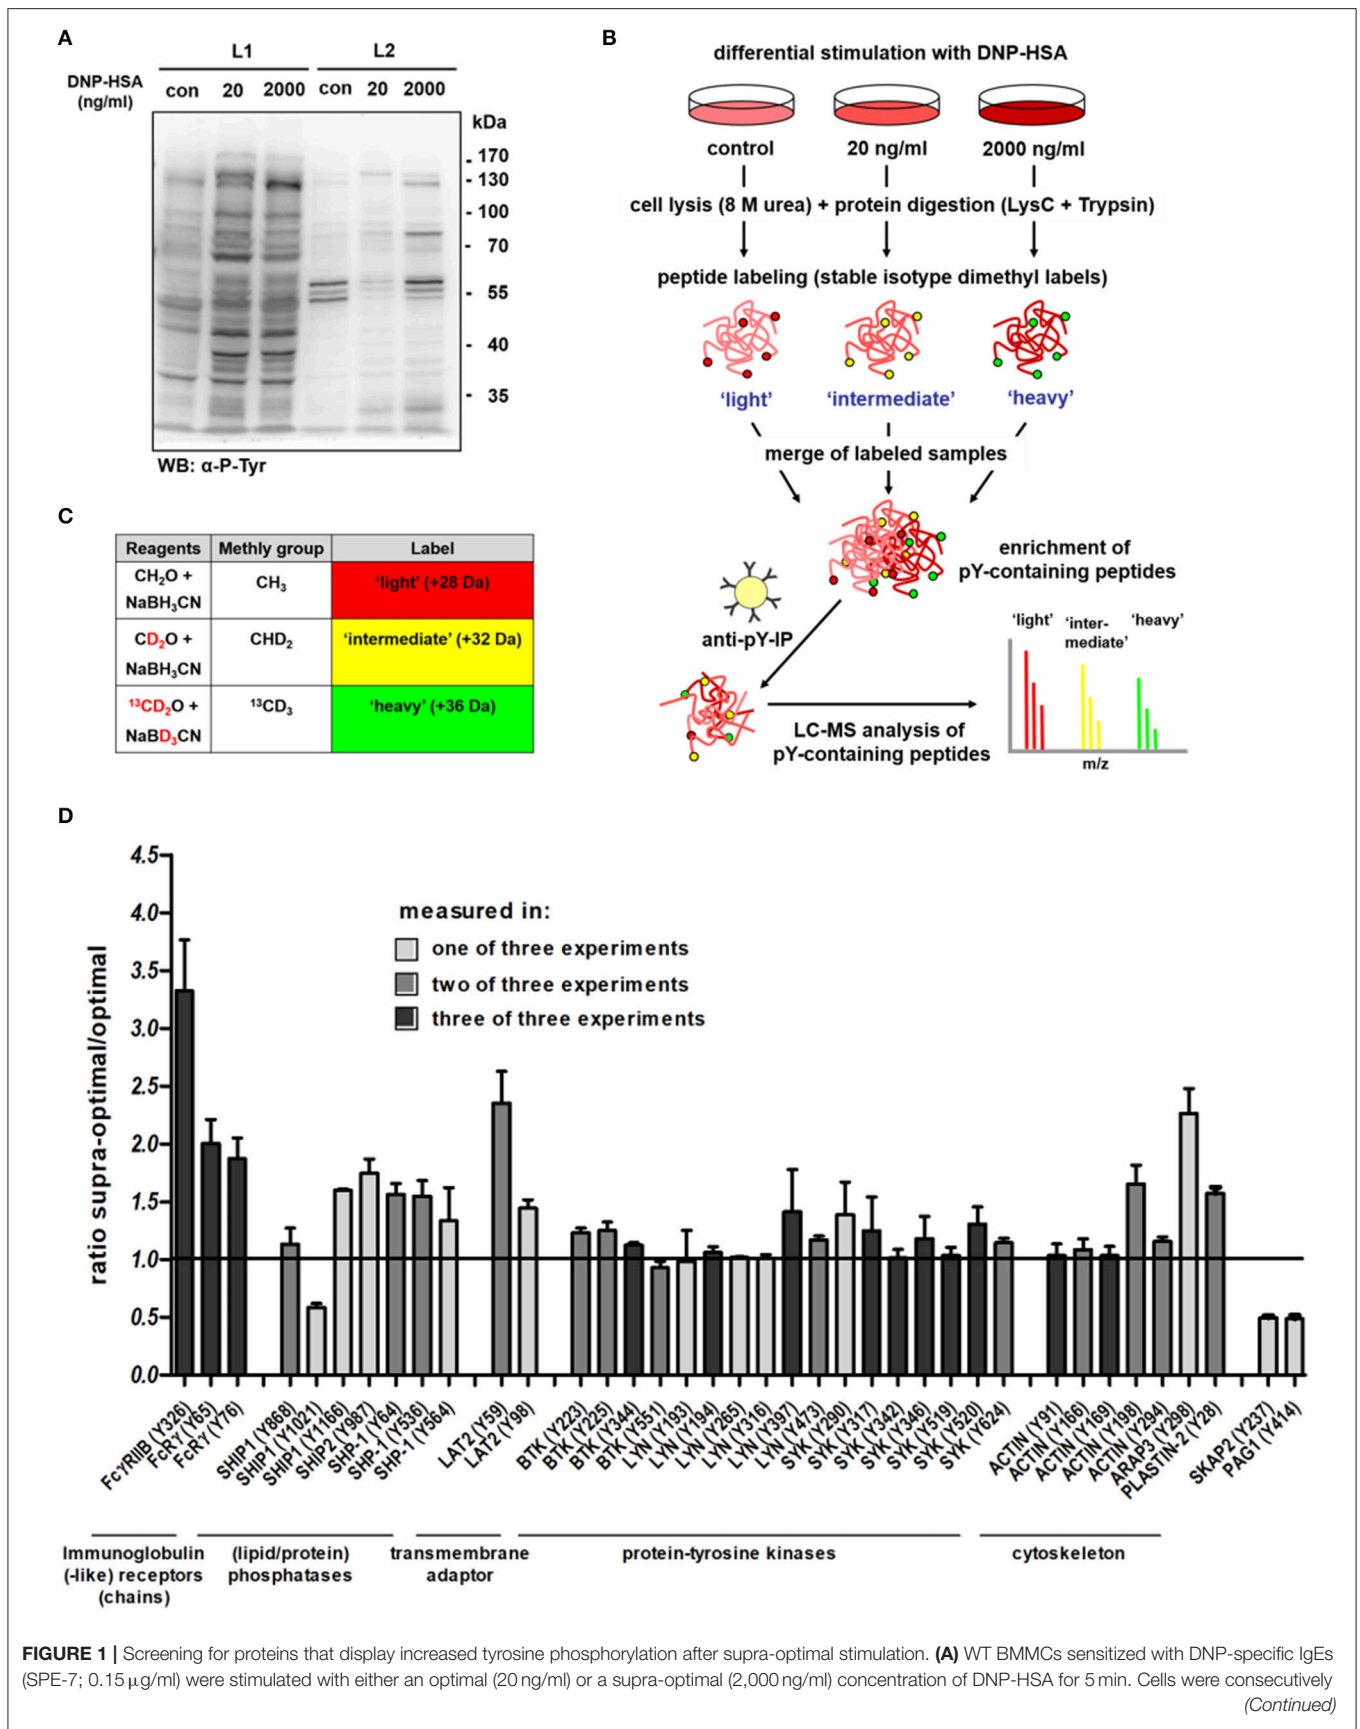 A
L1 L2
DNP-HSA
(ng/ml)
con 20 2000 con 20 2000
kDa
- 170
- 130
- 100
- 70
- 55
- 40
- 35
WB: α-P-Tyr
B
differential stimulation with DNP-HSA
control 20 ng/ml 2000 ng/ml
cell lysis (8 M urea) + protein digestion (LysC + Trypsin)
peptide labeling (stable isotype dimethyl labels)
‘light’ ‘intermediate’ ‘heavy’
merge of labeled samples
enrichment of
pY-containing peptides
anti-pY-IP
LC-MS analysis of
pY-containing peptides
‘light’ ‘inter- ‘heavy’
mediate’
m/z
C
Reagents Methly group Label
CH2O +
NaBH3CN
CH3
‘light’ (+28 Da)
CD2O +
NaBH3CN
CHD2
‘intermediate’ (+32 Da)
13CD2O +
NaBD3CN
13CD3
‘heavy’ (+36 Da)
D
ratio supra-optimal/optimal
4.5
4.0
3.5
3.0
2.5
2.0
1.5
1.0
0.5
0.0
measured in:
one of three experiments
two of three experiments
three of three experiments
FcγRIIB (Y326)
FcRγ (Y65)
FcRγ (Y76)
SHIP1 (Y868)
SHIP1 (Y1021)
SHIP1 (Y1166)
SHIP2 (Y987)
SHP-1 (Y64)
SHP-1 (Y536)
SHP-1 (Y564)
LAT2 (Y59)
LAT2 (Y98)
BTK (Y223)
BTK (Y225)
BTK (Y344)
BTK (Y551)
LYN (Y193)
LYN (Y194)
LYN (Y265)
LYN (Y316)
LYN (Y397)
LYN (Y473)
SYK (Y290)
SYK (Y317)
SYK (Y342)
SYK (Y346)
SYK (Y519)
SYK (Y520)
SYK (Y624)
ACTIN (Y91)
ACTIN (Y166)
ACTIN (Y169)
ACTIN (Y198)
ACTIN (Y294)
ARAP3 (Y298)
PLASTIN-2 (Y28)
SKAP2 (Y237)
PAG1 (Y414)
Immunoglobulin
(-like) receptors
(chains)
(lipid/protein)
phosphatases
transmembrane
adaptor
protein-tyrosine kinases
cytoskeleton
FIGURE 1 | Screening for proteins that display increased tyrosine phosphorylation after supra-optimal stimulation. (A) WT BMMCs sensitized with DNP-specific IgEs
(SPE-7; 0.15 μg/ml) were stimulated with either an optimal (20 ng/ml) or a supra-optimal (2,000 ng/ml) concentration of DNP-HSA for 5 min. Cells were consecutively
(Continued)